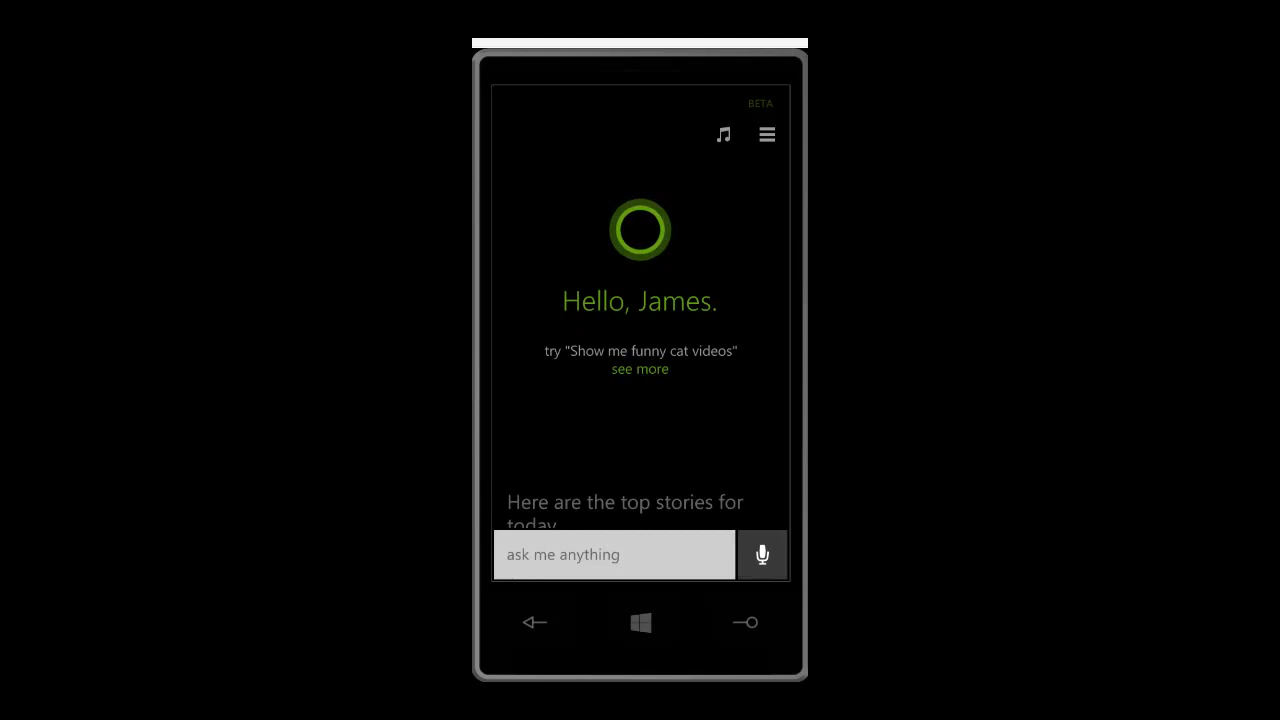 BETA
Hello, James.
try "Show me funny cat videos"
see more
Here are the top stories for
today
ask me anything